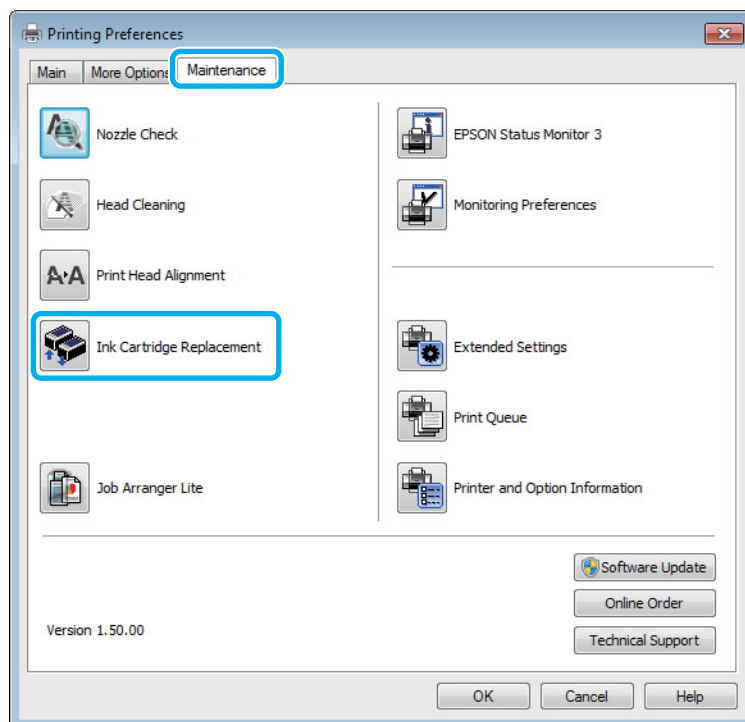 Printing Preferences
Main
More Options
Maintenance
Nozzle Check
EPSON Status Monitor 3
Head Cleaning
Monitoring Preferences
A·A
Print Head Alignment
Ink Cartridge Replacement
Extended Settings
Print Queue
Job Arranger Lite
Printer and Option Information
Software Update
Online Order
Version 1.50.00
Technical Support
OK
Cancel
Help